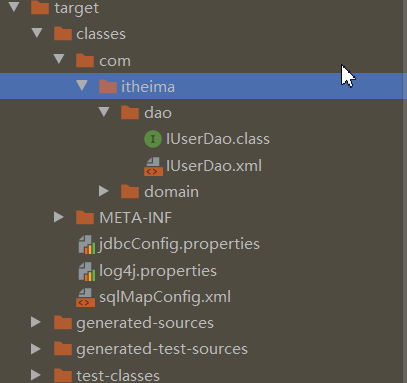 target
classes
com
itheima
dao
IUserDao.class
IUserDao.xml
domain
META-INF
jdbcConfig.properties
log4j.properties
sqlMapConfig.xml
generated-sources
generated-test-sources
test-classes